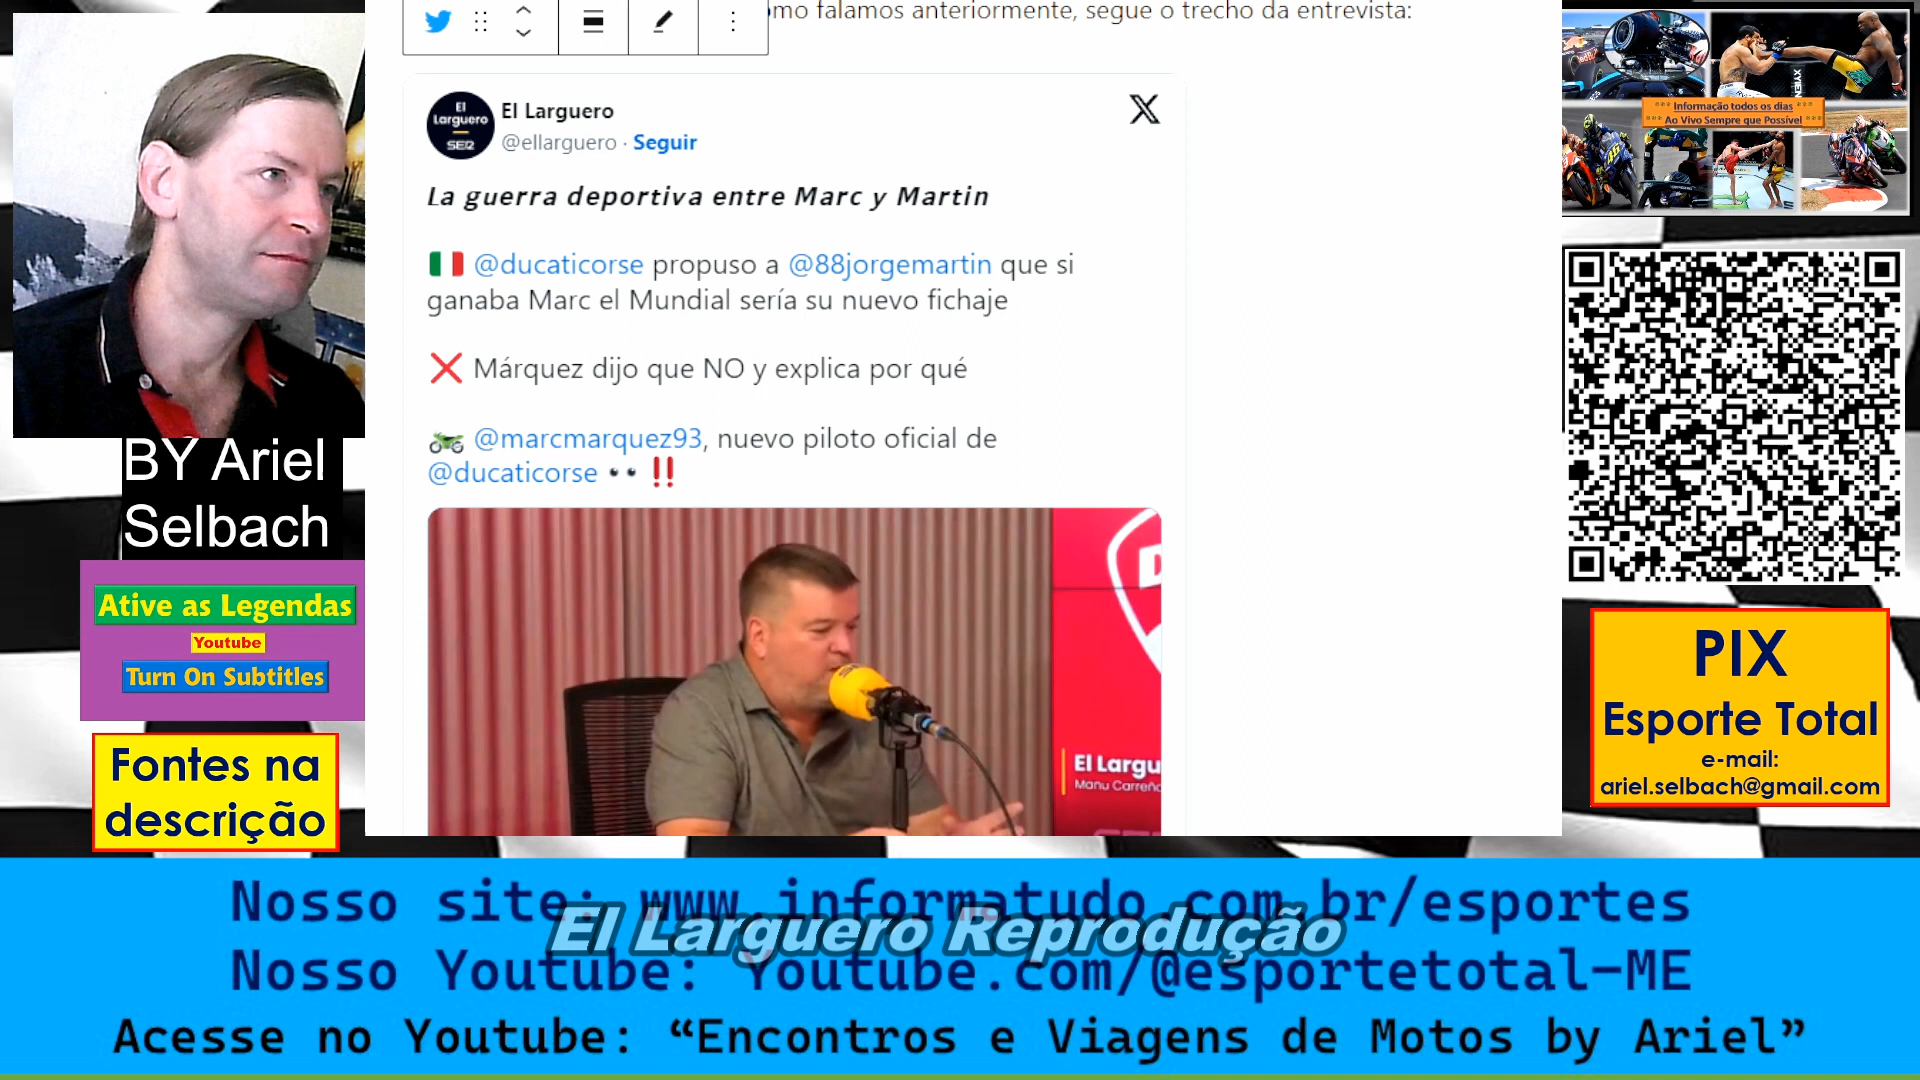 mo falamos anteriormente, segue o trecho da entrevista:
El
Larguero
SER
El Larguero
@ellarguero · Seguir
La guerra deportiva entre Marc y Martin
@ducaticorse propuso a @88jorgemartin que si
ganaba Marc el Mundial sería su nuevo fichaje
Márquez dijo que NO y explica por qué
@marcmarquez93, nuevo piloto oficial de
@ducaticorse
El Largu
Manu Carreño
BY Ariel
Selbach
Ative as Legendas
Youtube
Turn On Subtitles
Fontes na
descrição
*** Informação todos os dias ***
*** Ao Vivo Sempre que Possível ***
PIX
Esporte Total
e-mail:
ariel.selbach@gmail.com
Nosso site: www.informatudo.com.br/esportes
El Larguero Reprodução
Nosso Youtube: Youtube.com/@esportetotal-ME
Acesse no Youtube: “Encontros e Viagens de Motos by Ariel”